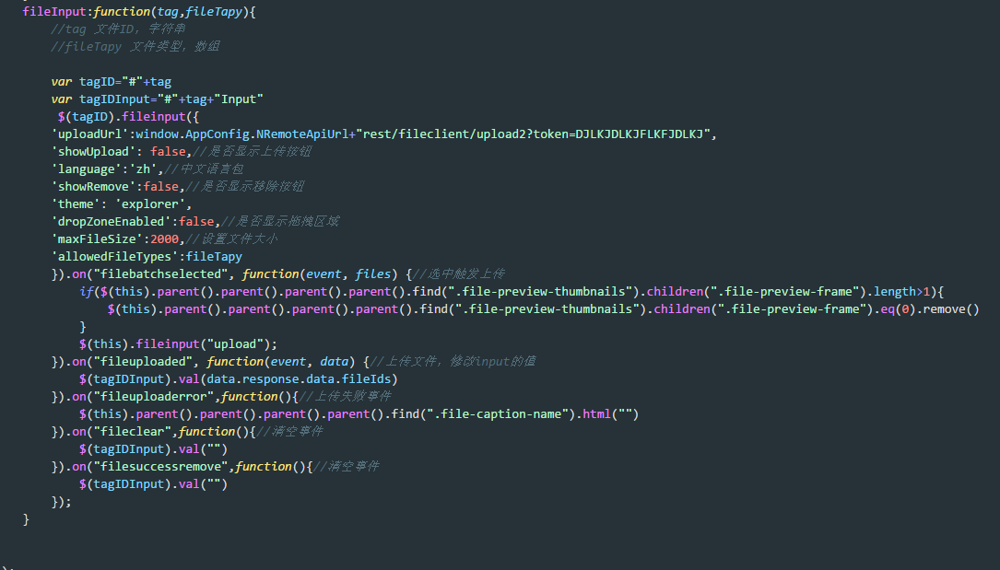 fileInput:function(tag,fileTapy){
//tag 文件ID，字符串
//fileTapy 文件类型，数组
var tagID="#"+tag
var tagIDInput="#"+tag+"Input"
$(tagID).fileinput({
'uploadUrl':window.AppConfig.NRemoteApiUrl+"rest/fileclient/upload2?token=DJLKJDLKJFLKFJDLKJ",
'showUpload': false,//是否显示上传按钮
'language':'zh',//中文语言包
'showRemove':false,//是否显示移除按钮
'theme': 'explorer',
'dropZoneEnabled':false,//是否显示拖拽区域
'maxFileSize':2000,//设置文件大小
'allowedFileTypes':fileTapy
}).on("filebatchselected", function(event, files) {//选中触发上传
if($(this).parent().parent().parent().parent().find(".file-preview-thumbnails").children(".file-preview-frame").length>1){
$(this).parent().parent().parent().parent().find(".file-preview-thumbnails").children(".file-preview-frame").eq(0).remove()
}
$(this).fileinput("upload");
}).on("fileuploaded", function(event, data) {//上传文件，修改input的值
$(tagIDInput).val(data.response.data.fileIds)
}).on("fileuploaderror",function(){//上传失败事件
$(this).parent().parent().parent().parent().find(".file-caption-name").html("")
}).on("fileclear",function(){//清空事件
$(tagIDInput).val("")
}).on("filesuccessremove",function(){//清空事件
$(tagIDInput).val("")
});
}